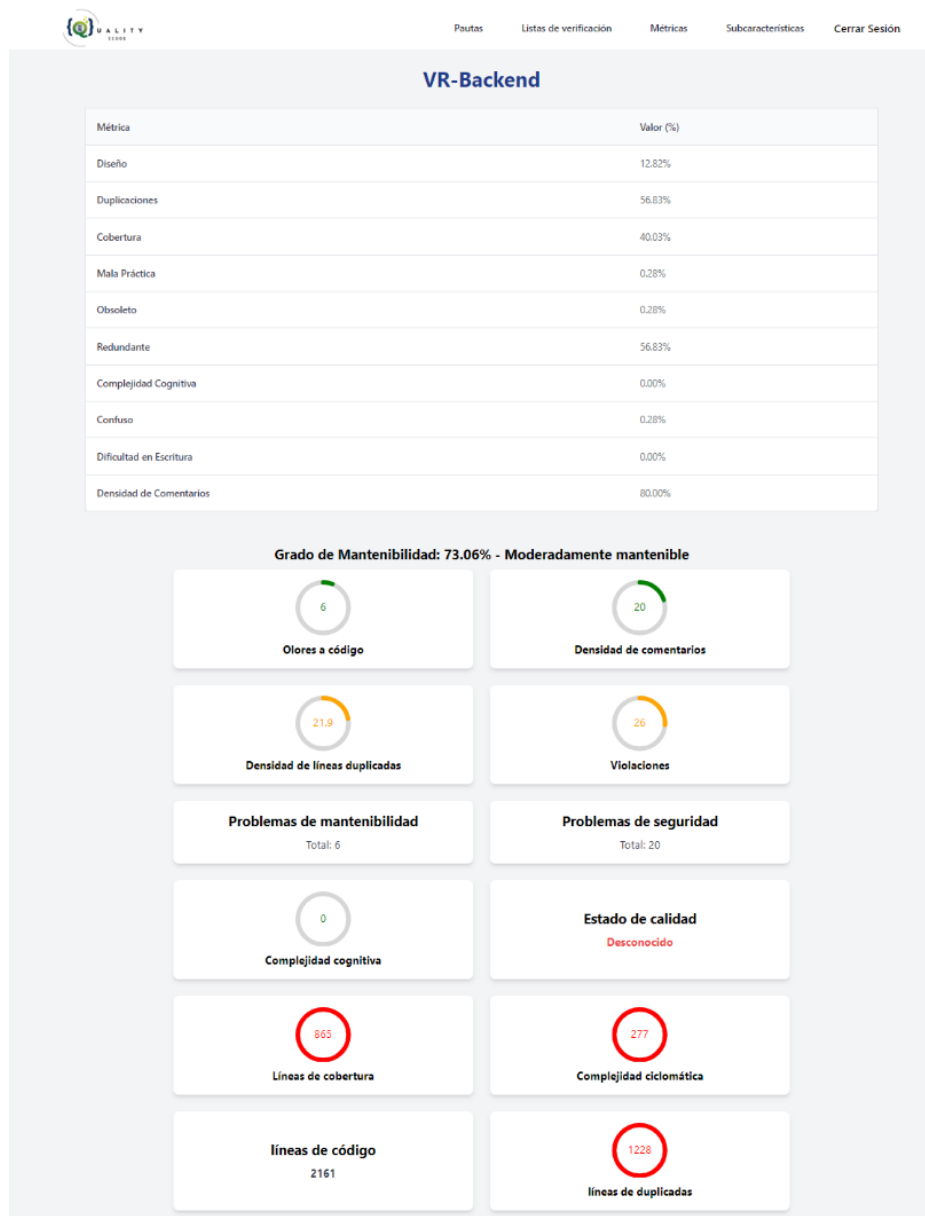 {Q} UALITY
Pautas Listas de verificación Métricas Subcaracterísticas Cerrar Sesión
VR-Backend
Métrica Valor (%)
Diseño 12.82%
Duplicaciones 56.83%
Cobertura 40.03%
Mala Práctica 0.28%
Obsoleto 0.28%
Redundante 56.83%
Complejidad Cognitiva 0.00%
Confuso 0.28%
Dificultad en Escritura 0.00%
Densidad de Comentarios 80.00%
Grado de Mantenibilidad: 73.06% - Moderadamente mantenible
6 20
Olores a código Densidad de comentarios
21.9 26
Densidad de líneas duplicadas Violaciones
Problemas de mantenibilidad Problemas de seguridad
Total: 6 Total: 20
0
Complejidad cognitiva
Estado de calidad
Desconocido
865 277
Líneas de cobertura Complejidad ciclomática
líneas de código
2161
1228
líneas de duplicadas